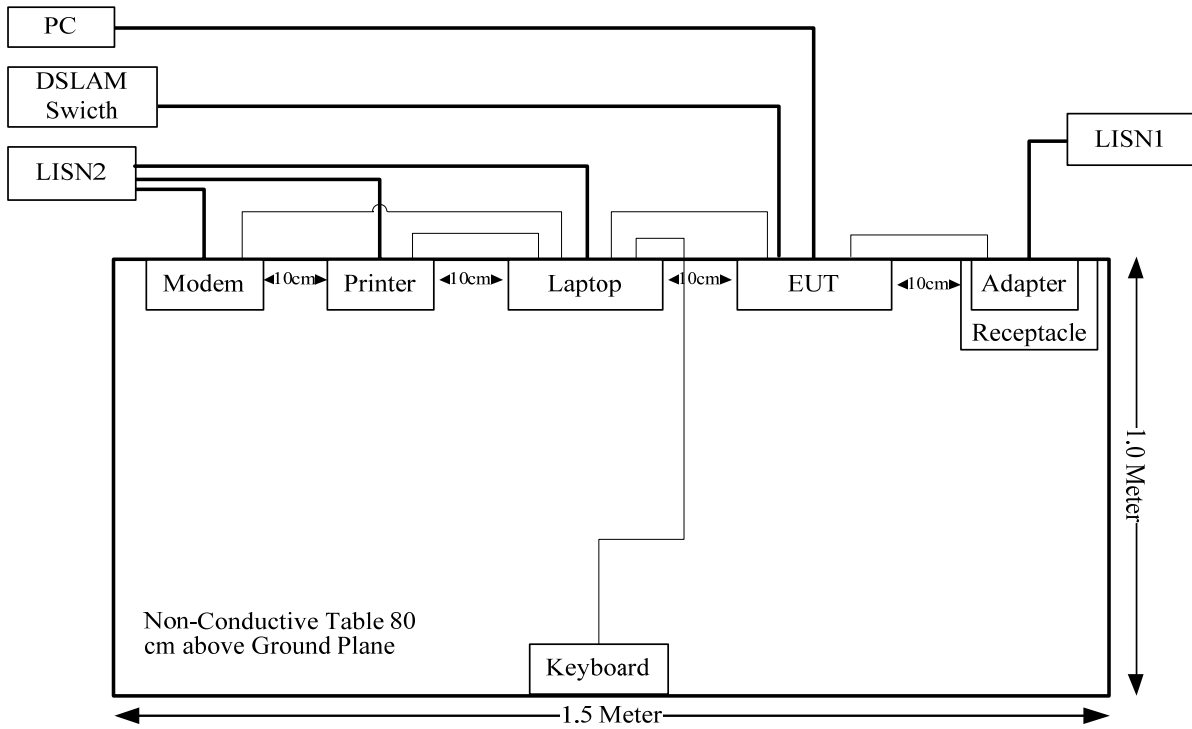 PC
DSLAM
Swicth
LISN1
LISN2
Modem
10cm
Printer
10cm
Laptop
10cm
EUT
10cm
Adapter
Receptacle
1.0 Meter
Non-Conductive Table 80
cm above Ground Plane
Keyboard
1.5 Meter